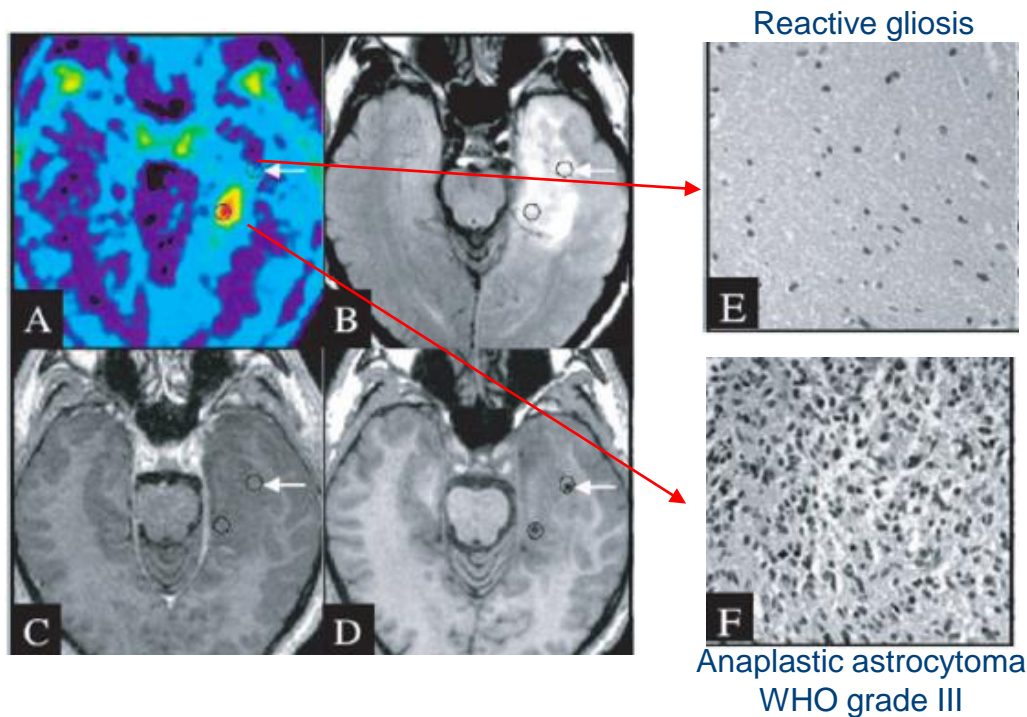 Reactive gliosis
A
B
E
C
D
F
Anaplastic astrocytoma
WHO grade III